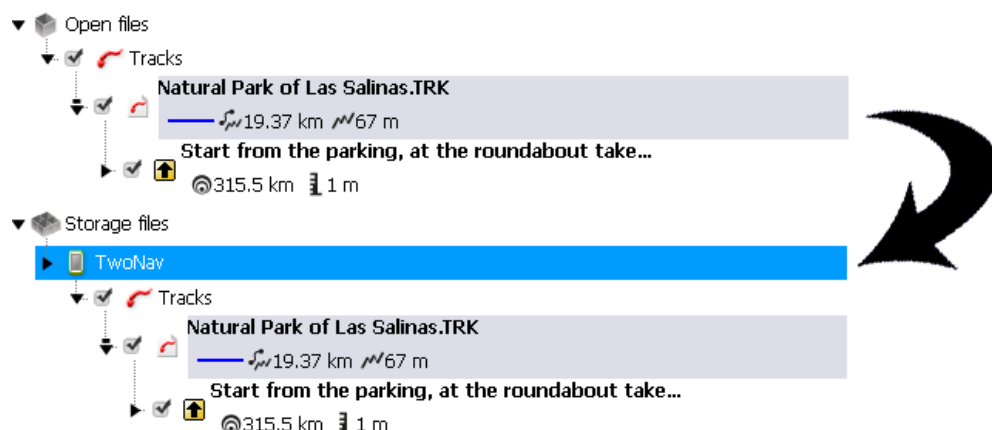 Open files
Tracks
Natural Park of Las Salinas.TRK
19.37 km 67 m
Start from the parking, at the roundabout take...
315.5 km 1 m
Storage files
TwoNav
Tracks
Natural Park of Las Salinas.TRK
19.37 km 67 m
Start from the parking, at the roundabout take...
315.5 km 1 m